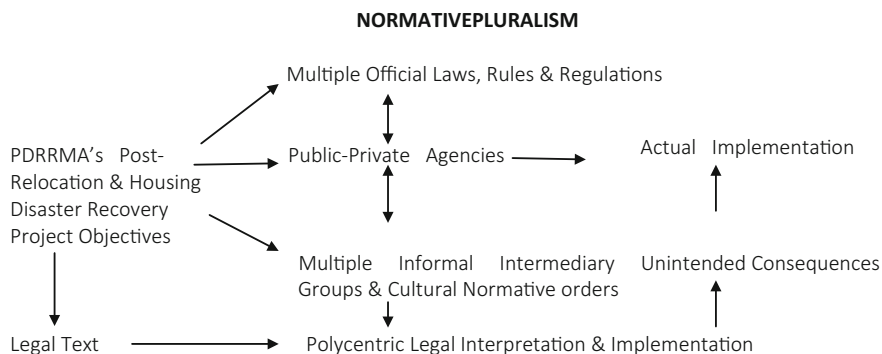 NORMATIVEPLURALISM
Multiple Official Laws, Rules & Regulations
PDRRMA's Post-
Relocation & Housing
Disaster Recovery
Project Objectives
Public-Private Agencies
Actual Implementation
Multiple Informal Intermediary
Groups & Cultural Normative orders
Unintended Consequences
Legal Text
Polycentric Legal Interpretation & Implementation